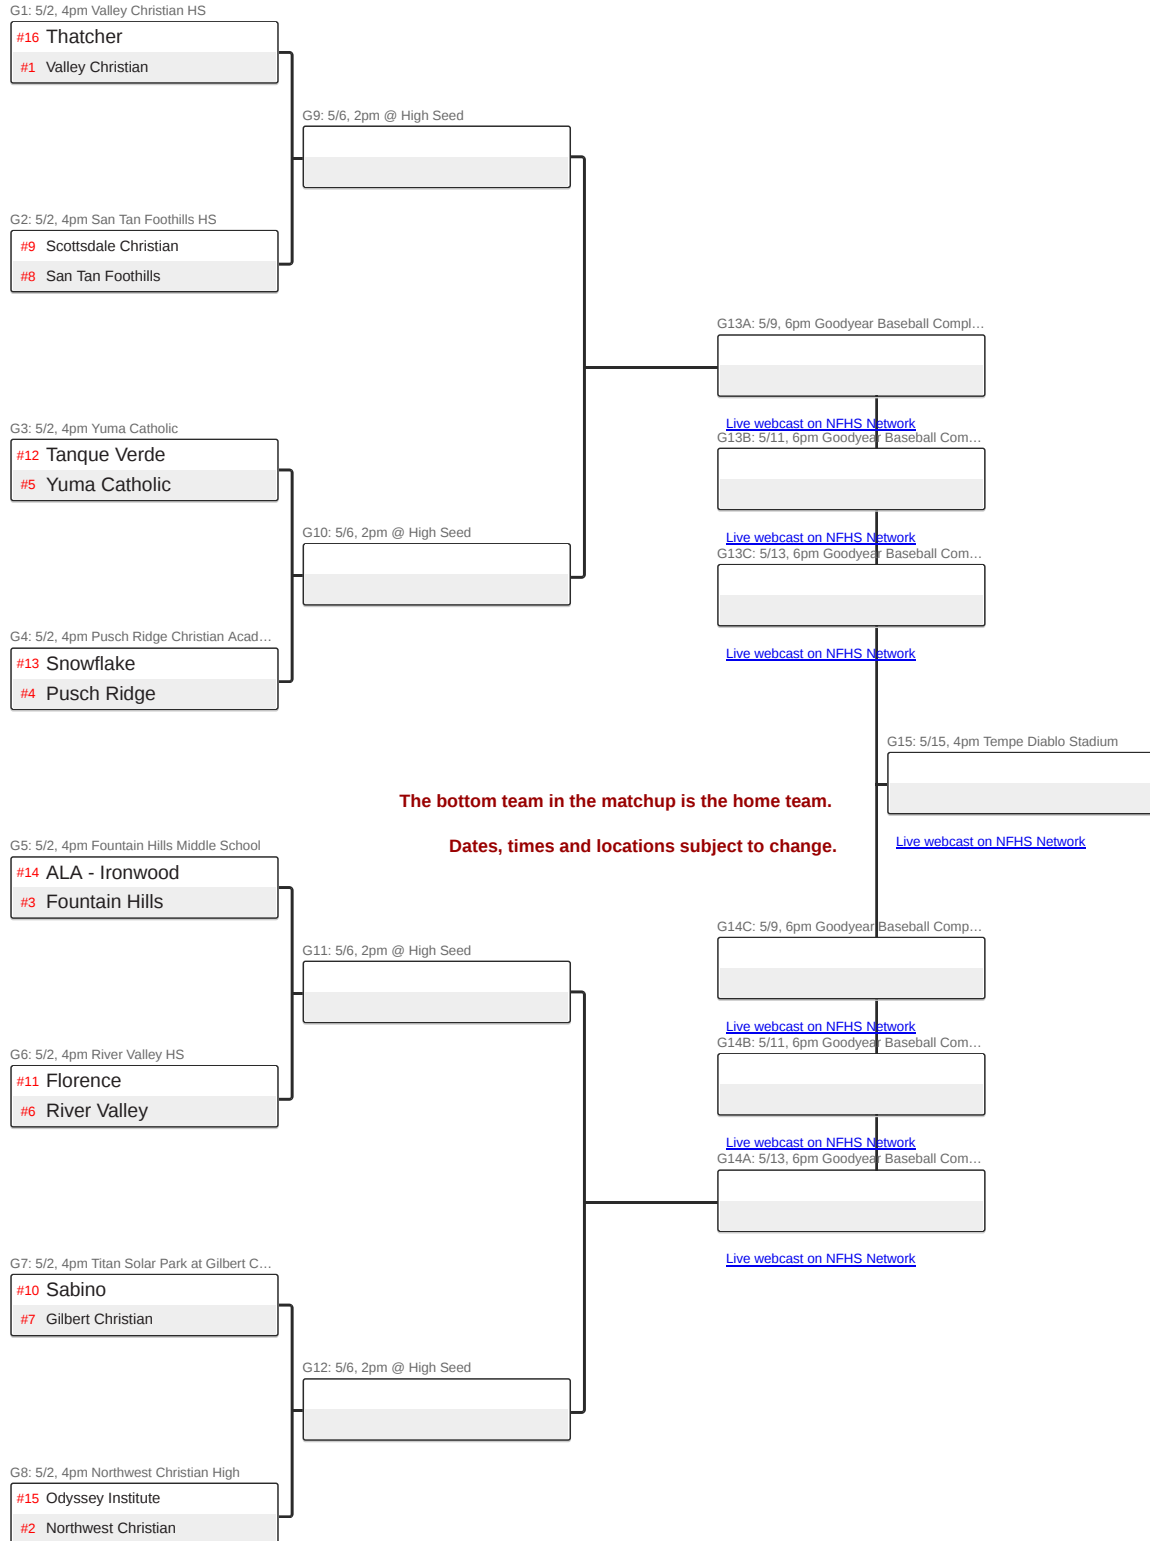 G1: 5/2, 4pm Valley Christian HS
#16 Thatcher
#1 Valley Christian
G9: 5/6, 2pm @ High Seed
G2: 5/2, 4pm San Tan Foothills HS
#9 Scottsdale Christian
#8 San Tan Foothills
G13A: 5/9, 6pm Goodyear Baseball Compl…
Live webcast on NFHS Network
G3: 5/2, 4pm Yuma Catholic
#12 Tanque Verde
#5 Yuma Catholic
G13B: 5/11, 6pm Goodyear Baseball Com…
Live webcast on NFHS Network
G10: 5/6, 2pm @ High Seed
G13C: 5/13, 6pm Goodyear Baseball Com…
Live webcast on NFHS Network
G4: 5/2, 4pm Pusch Ridge Christian Acad…
#13 Snowflake
#4 Pusch Ridge
G15: 5/15, 4pm Tempe Diablo Stadium
Live webcast on NFHS Network
The bottom team in the matchup is the home team.
Dates, times and locations subject to change.
G5: 5/2, 4pm Fountain Hills Middle School
#14 ALA - Ironwood
#3 Fountain Hills
G14C: 5/9, 6pm Goodyear Baseball Comp…
Live webcast on NFHS Network
G11: 5/6, 2pm @ High Seed
G6: 5/2, 4pm River Valley HS
#11 Florence
#6 River Valley
G14B: 5/11, 6pm Goodyear Baseball Com…
Live webcast on NFHS Network
G14A: 5/13, 6pm Goodyear Baseball Com…
Live webcast on NFHS Network
G7: 5/2, 4pm Titan Solar Park at Gilbert C…
#10 Sabino
#7 Gilbert Christian
G12: 5/6, 2pm @ High Seed
G8: 5/2, 4pm Northwest Christian High
#15 Odyssey Institute
#2 Northwest Christian